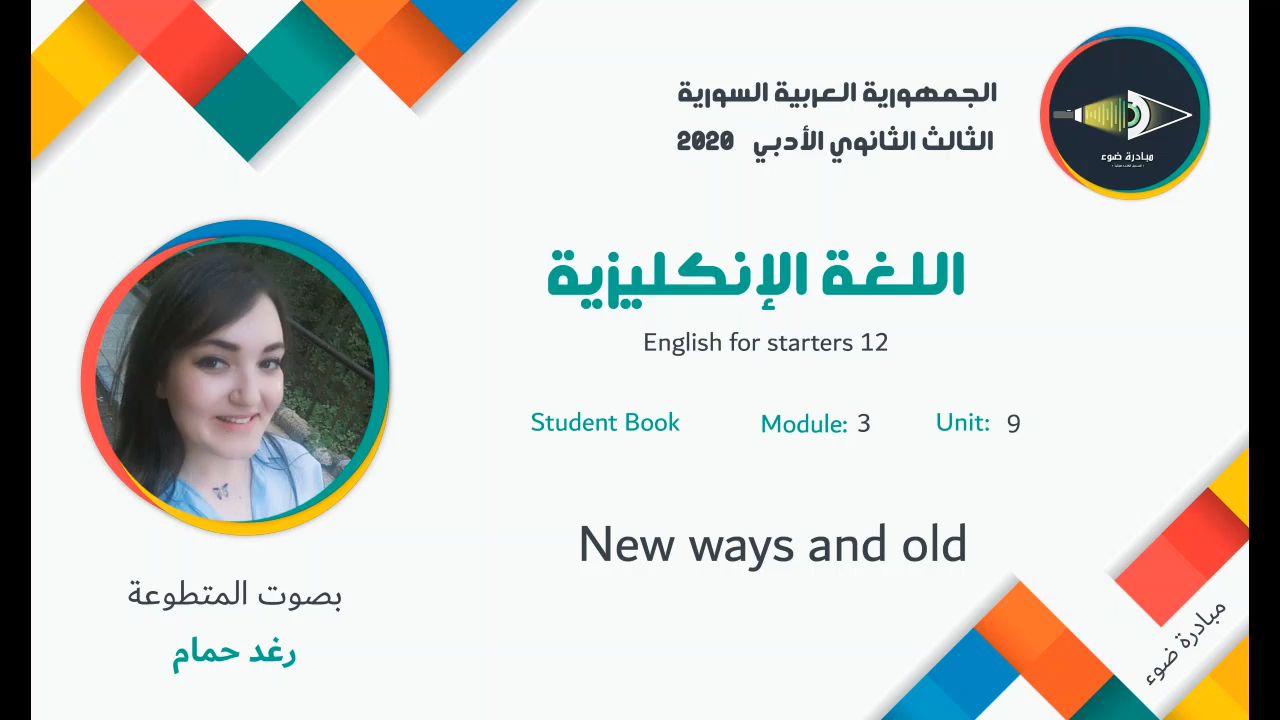 الجمهورية العربية السورية
الثالث الثانوي الأدبي 2020
مبادرة ضوء
اللغة الإنكليزية
English for starters 12
Student Book Module: 3 Unit: 9
New ways and old
بصوت المتطوعة
رغد حمام
مبادرة ضوء